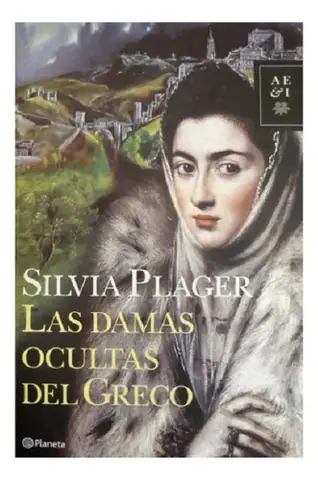 AE
&I
SILVIA PLAGER
LAS DAMAS
OCULTAS
DEL GRECO
Planeta